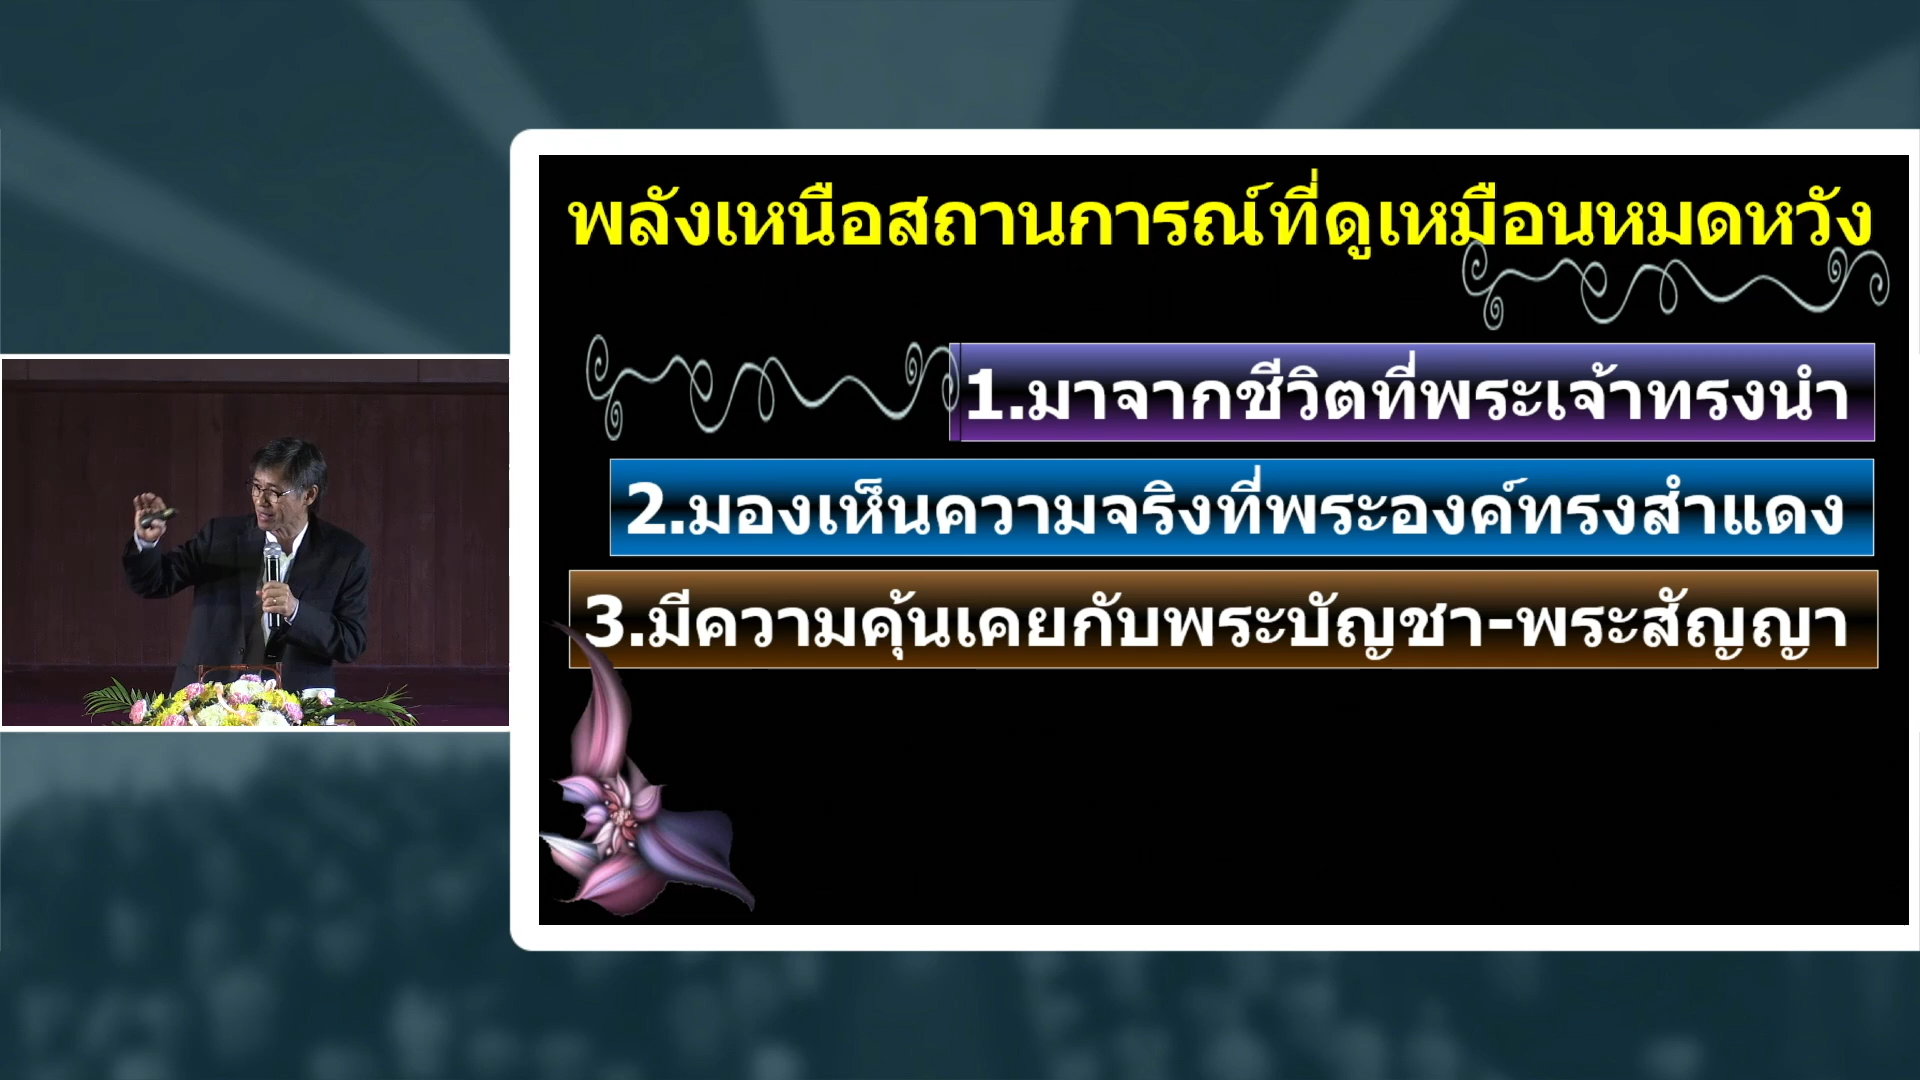 พลังเหนือสถานการณ์ที่ดูเหมือนหมดหวัง
1.มาจากชีวิตที่พระเจ้าทรงนำ
2.มองเห็นความจริงที่พระองค์ทรงสำแดง
3.มีความคุ้นเคยกับพระบัญชา-พระสัญญา